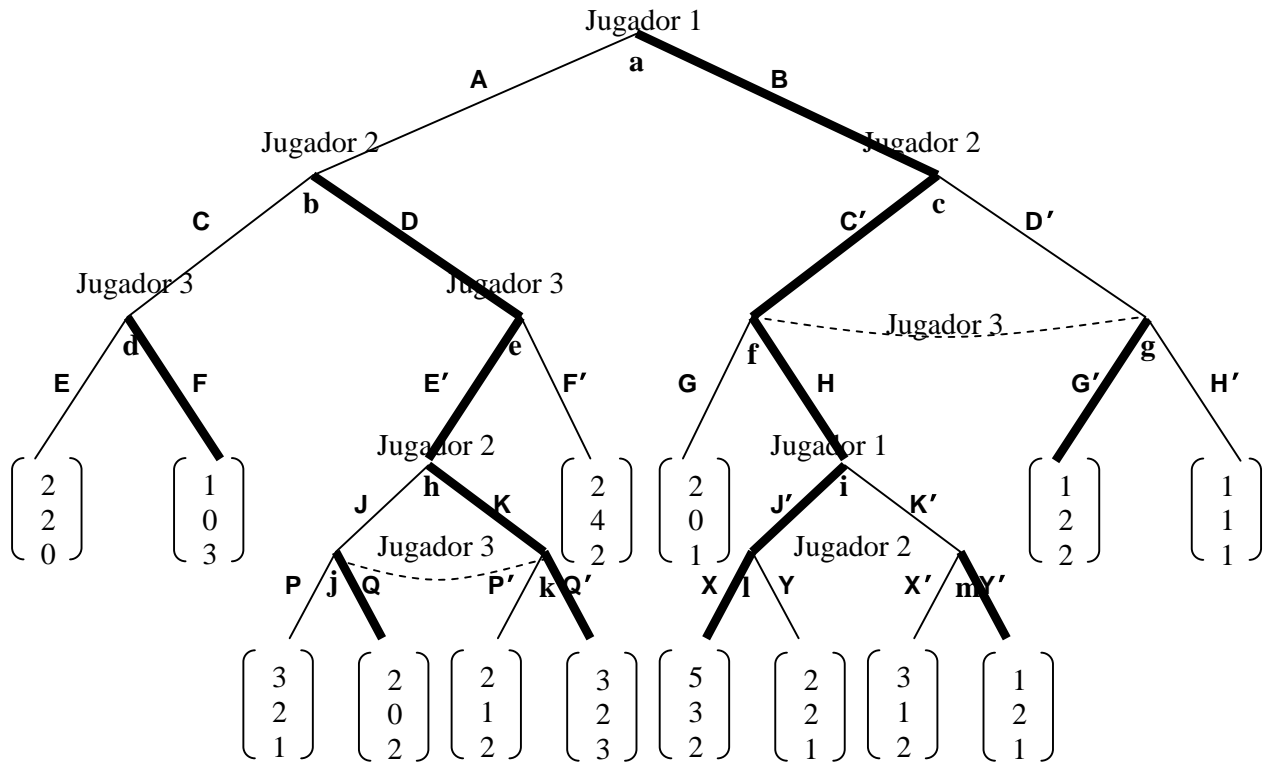 Jugador 1
a
A B
Jugador 2 Jugador 2
b c
C D C′ D′
Jugador 3 Jugador 3 Jugador 3
d e f g
E F E′ F′ G H G′ H′
Jugador 2 Jugador 1
h i
2 1 2 2 1 1
2 0 4 0 2 1
0 3 2 1 2 1
J K J′ K′
Jugador 3 Jugador 2
P j Q P′ k Q′ X l Y X′ m Y′
3 2 2 3 5 2 3 1
2 0 1 2 3 2 1 2
1 2 2 3 2 1 2 1